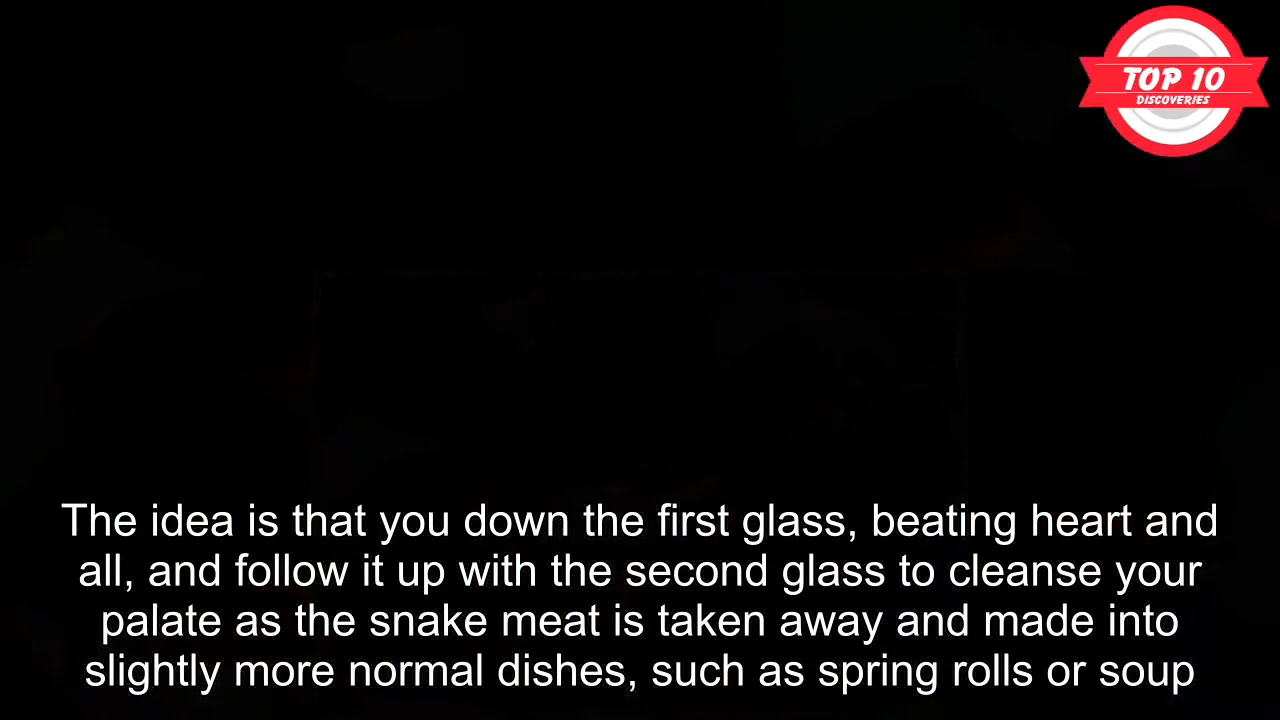 TOP 10
DISCOVERIES
The idea is that you down the first glass, beating heart and
all, and follow it up with the second glass to cleanse your
palate as the snake meat is taken away and made into
slightly more normal dishes, such as spring rolls or soup